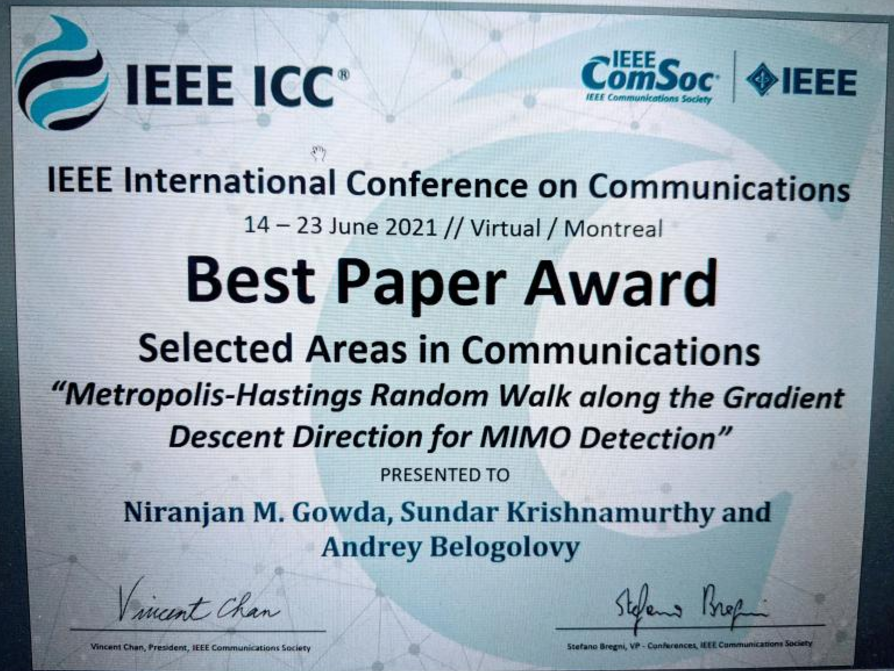 IEEE ICC®
IEEE
ComSoc®
IEEE Communications Society
IEEE
IEEE International Conference on Communications
14 – 23 June 2021 // Virtual / Montreal
Best Paper Award
Selected Areas in Communications
“Metropolis-Hastings Random Walk along the Gradient
Descent Direction for MIMO Detection”
PRESENTED TO
Niranjan M. Gowda, Sundar Krishnamurthy and
Andrey Belogolovy
Vincent Chan
Stefano Bregni
Vincent Chan, President, IEEE Communications Society
Stefano Bregni, VP - Conferences, IEEE Communications Society